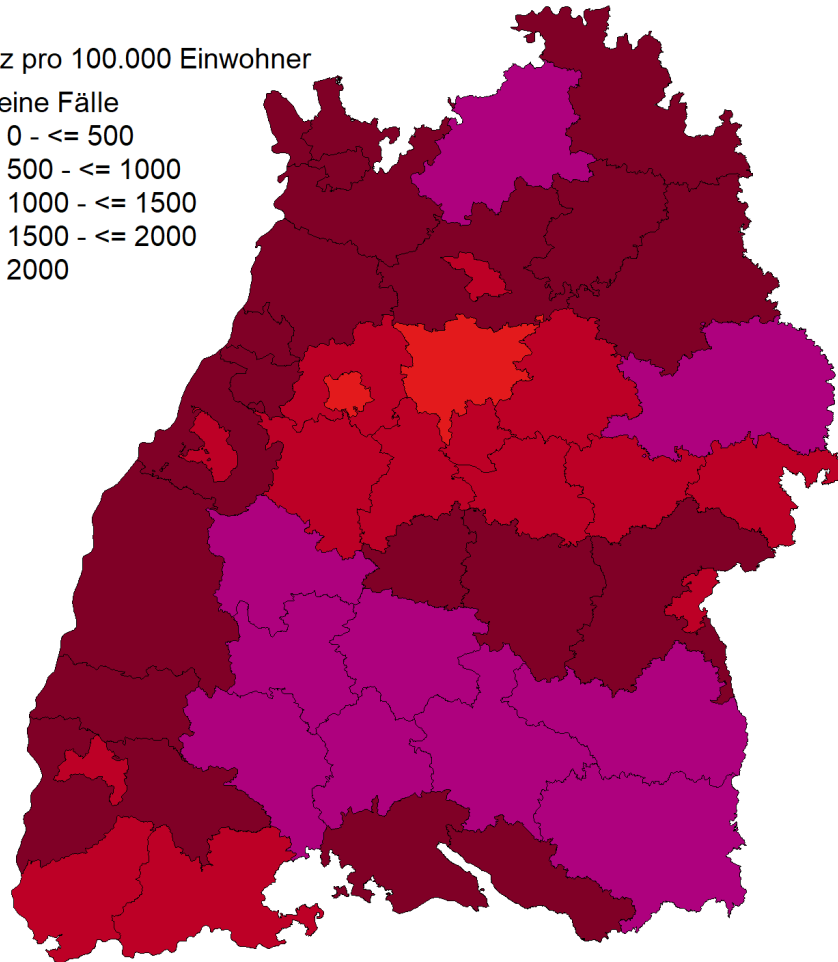 z pro 100.000 Einwohner
eine Fälle
0 - <= 500
500 - <= 1000
1000 - <= 1500
1500 - <= 2000
2000